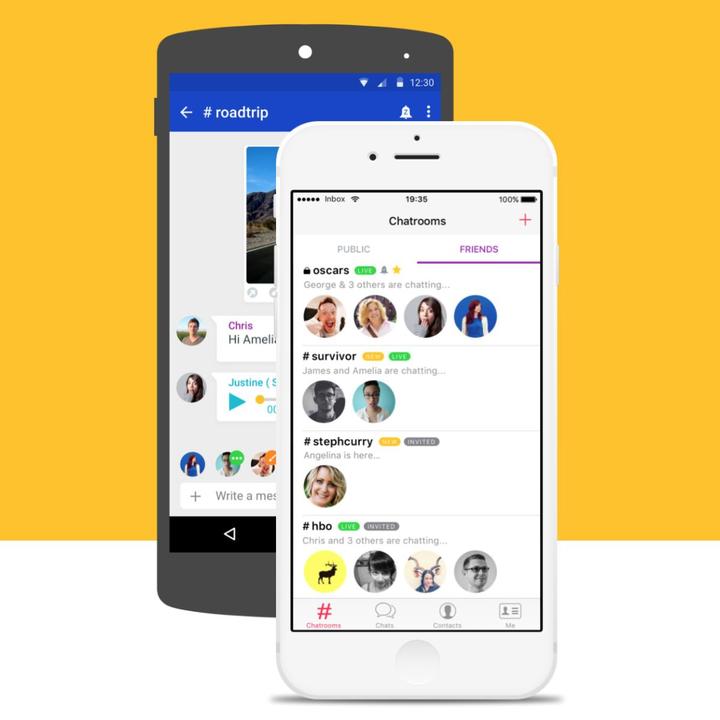 12:30
# roadtrip
Chris
Hi Amelia
Justine ( S
00
Write a mes
Inbox 19:35 100%
Chatrooms
+
PUBLIC FRIENDS
oscars LIVE
George & 3 others are chatting...
# survivor NEW LIVE
James and Amelia are chatting...
# stephcurry NEW INVITED
Angelina is here...
# hbo LIVE INVITED
Chris and 3 others are chatting...
#
Chatrooms Chats Contacts Me